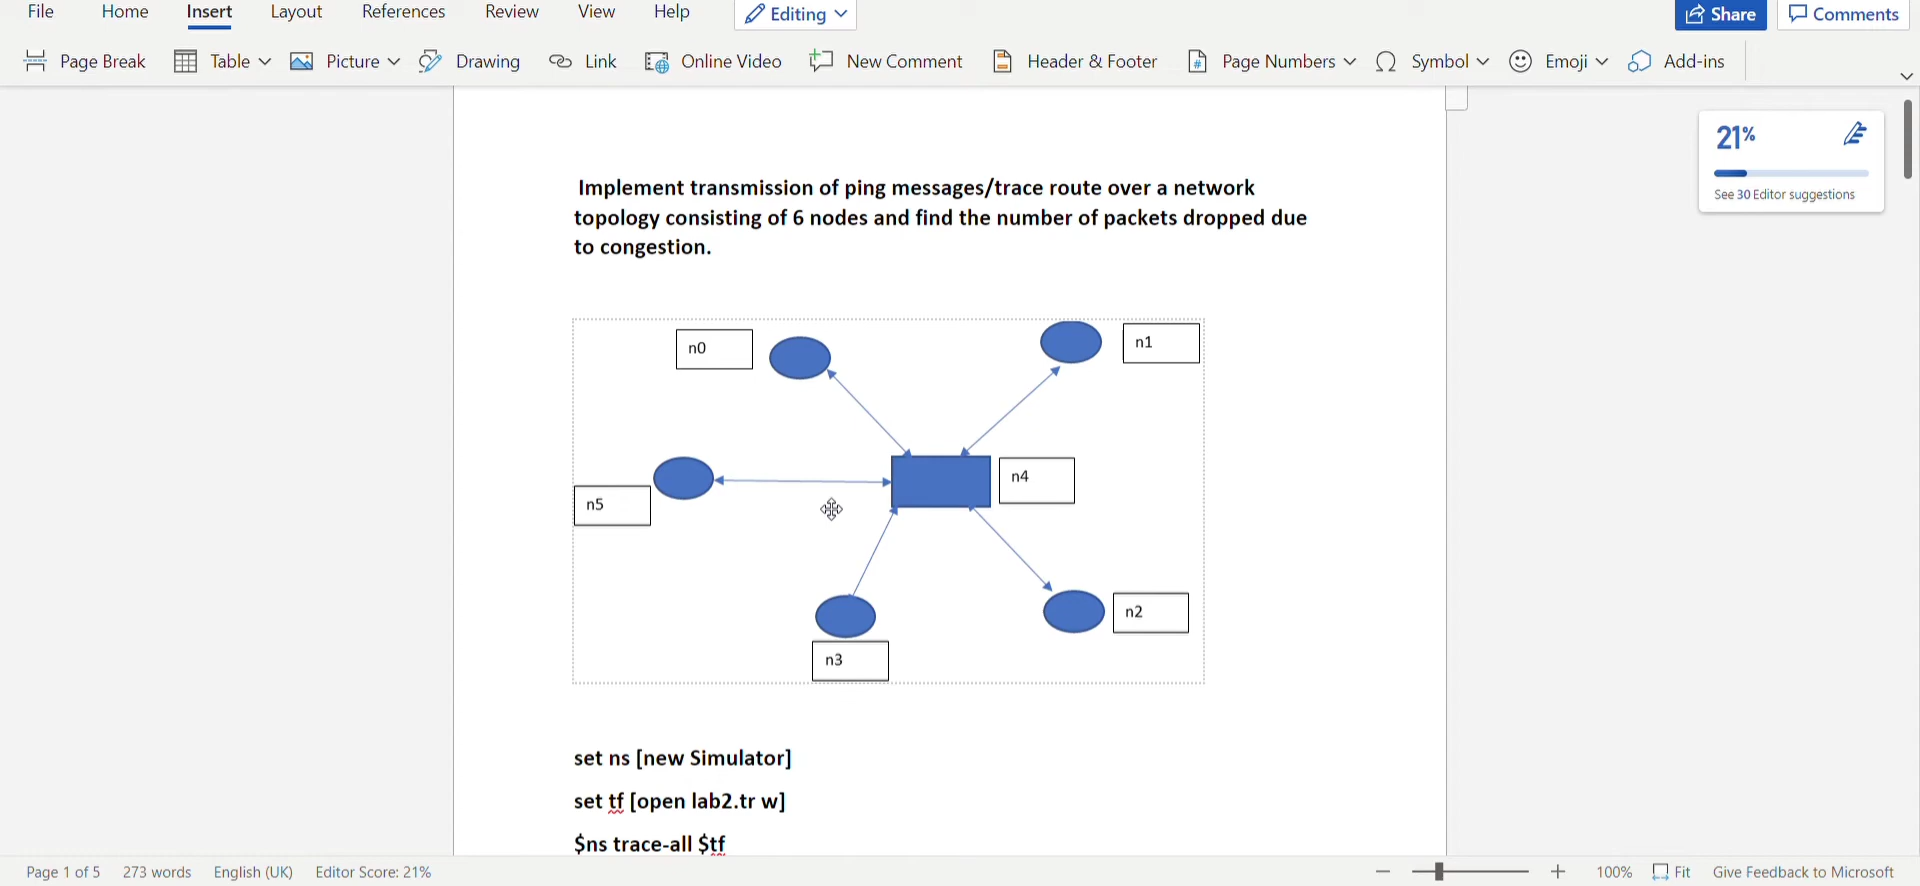 File Home Insert Layout References Review View Help Editing Share Comments
Page Break Table Picture Drawing Link Online Video New Comment Header & Footer Page Numbers Symbol Emoji Add-ins
21%
See 30 Editor suggestions
Implement transmission of ping messages/trace route over a network
topology consisting of 6 nodes and find the number of packets dropped due
to congestion.
n0
n1
n4
n5
n2
n3
set ns [new Simulator]
set tf [open lab2.tr w]
$ns trace-all $tf
Page 1 of 5 273 words English (UK) Editor Score: 21% 100% Fit Give Feedback to Microsoft